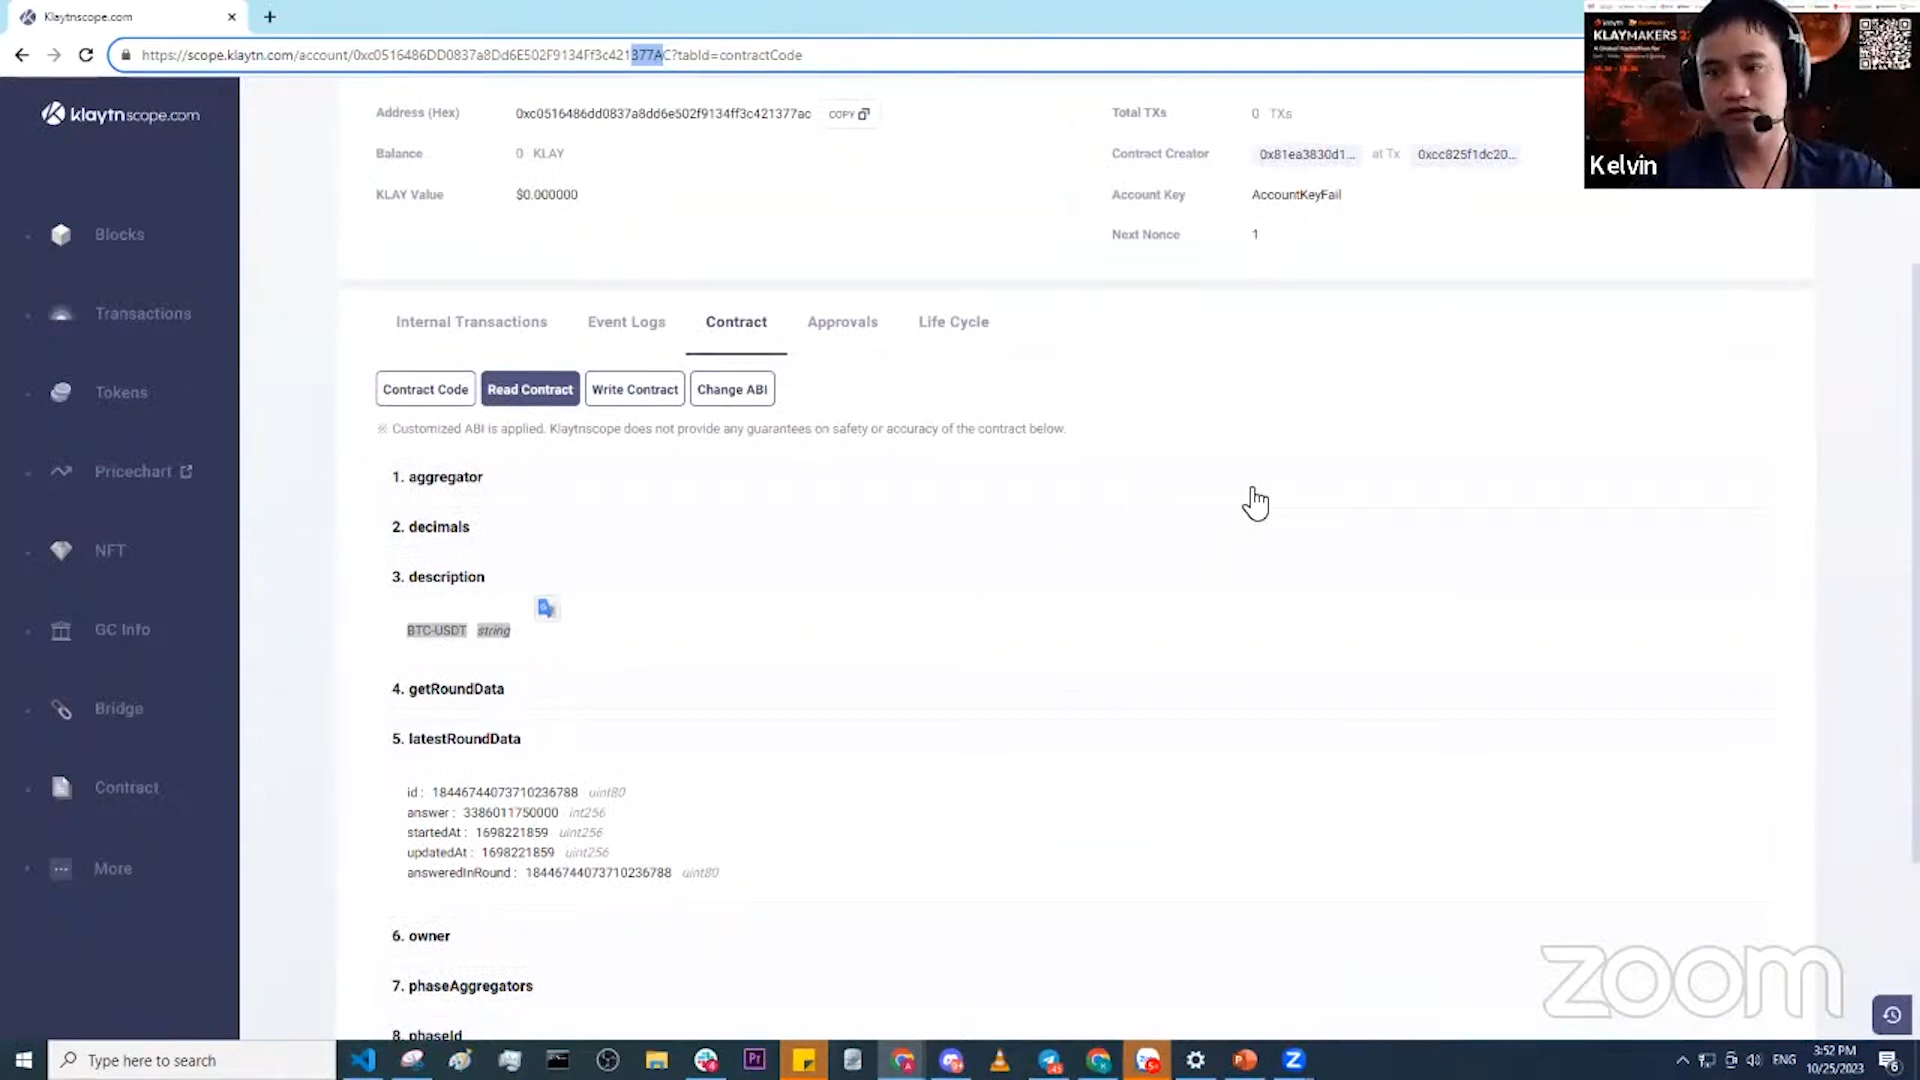 Klaytnscope.com
https://scope.klaytn.com/account/0xc0516486DD0837a8Dd6E502F9134Ff3c421377AC?tabId=contractCode
klaytnscope.com
Blocks
Transactions
Tokens
Pricechart
NFT
GC Info
Bridge
Contract
More
Address (Hex) 0xc0516486dd0837a8dd6e502f9134ff3c421377ac COPY
Balance 0 KLAY
KLAY Value $0.000000
Total TXs 0 TXs
Contract Creator 0x81ea3830d1... at Tx 0xcc825f1dc20...
Account Key AccountKeyFail
Next Nonce 1
Internal Transactions Event Logs Contract Approvals Life Cycle
Contract Code Read Contract Write Contract Change ABI
※ Customized ABI is applied. Klaytnscope does not provide any guarantees on safety or accuracy of the contract below.
1. aggregator
2. decimals
3. description
BTC-USDT string
4. getRoundData
5. latestRoundData
id : 18446744073710236788 uint80
answer : 3386011750000 int256
startedAt : 1698221859 uint256
updatedAt : 1698221859 uint256
answeredInRound : 18446744073710236788 uint80
6. owner
7. phaseAggregators
8. phaseId
klaytn
KLAYMAKERS 2
A Global Hackathon for
Kelvin
zoom
Type here to search
Pr
ENG
3:52 PM
10/25/2023